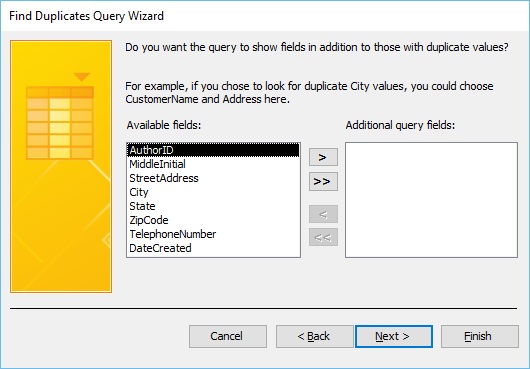 Find Duplicates Query Wizard
Do you want the query to show fields in addition to those with duplicate values?
For example, if you chose to look for duplicate City values, you could choose
CustomerName and Address here.
Available fields:
Additional query fields:
AuthorID
MiddleInitial
StreetAddress
City
State
ZipCode
TelephoneNumber
DateCreated
>
>>
<
<<
Cancel
< Back
Next >
Finish